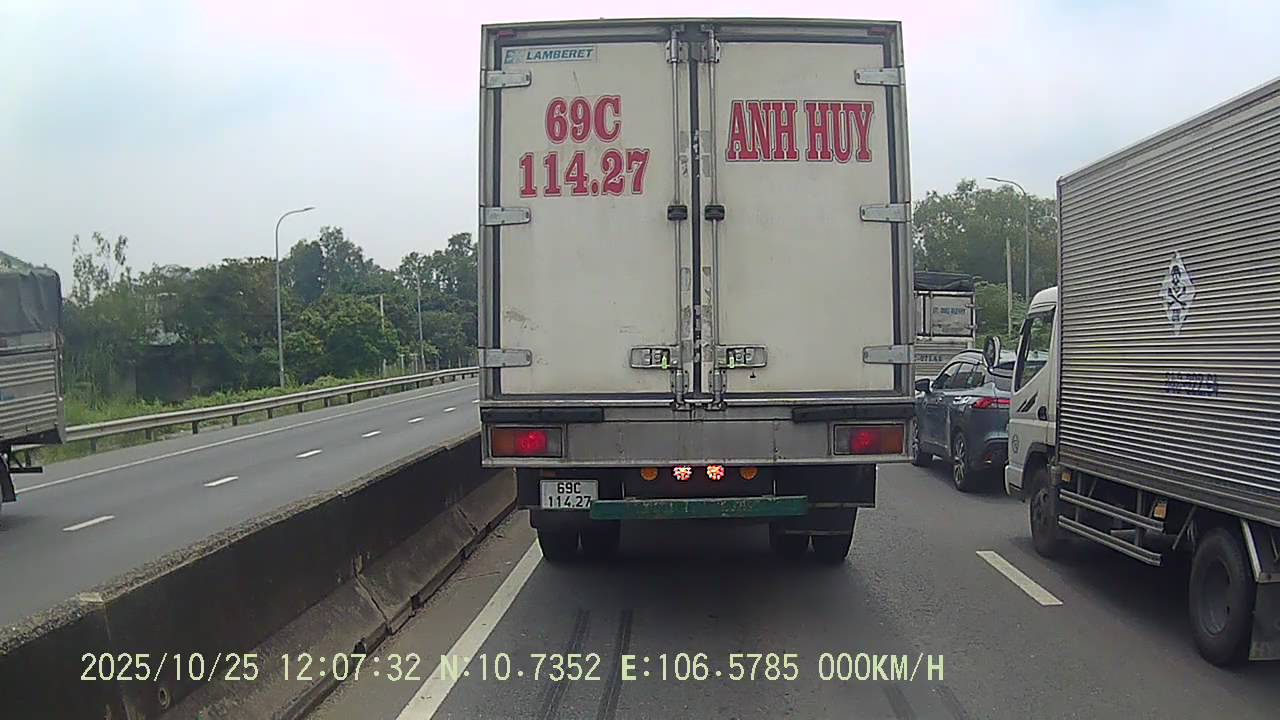 LAMBERET
69C
114.27
ANH HUY
69C
114.27
2025/10/25 12:07:32 N:10.7352 E:106.5785 000KM/H